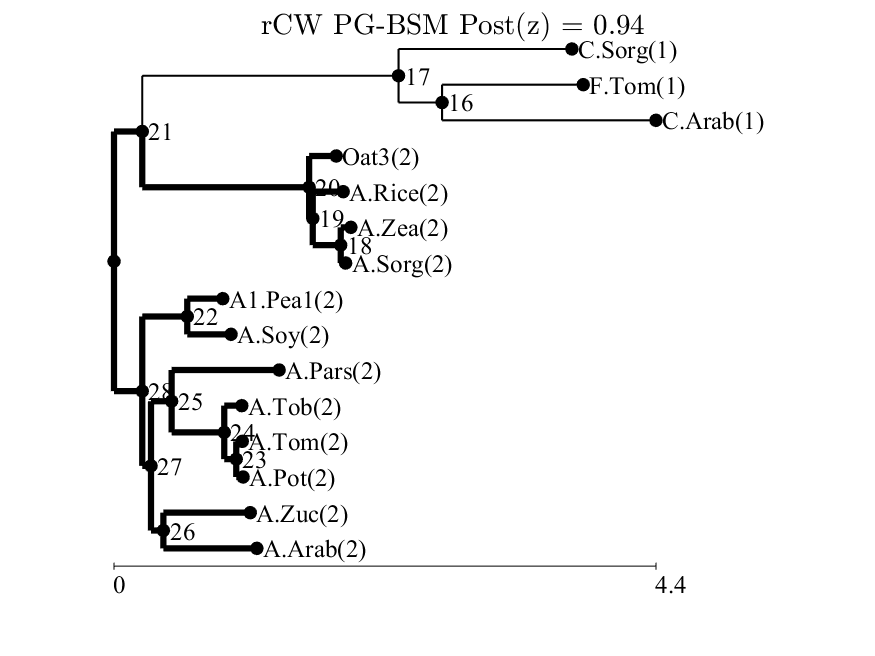 rCW PG-BSM Post(z) = 0.94
C.Sorg(1)
17
F.Tom(1)
16
C.Arab(1)
21
Oat3(2)
20
A.Rice(2)
19
A.Zea(2)
18
A.Sorg(2)
A1.Pea1(2)
22
A.Soy(2)
A.Pars(2)
28
25
A.Tob(2)
24
A.Tom(2)
23
27
A.Pot(2)
A.Zuc(2)
26
A.Arab(2)
0
4.4